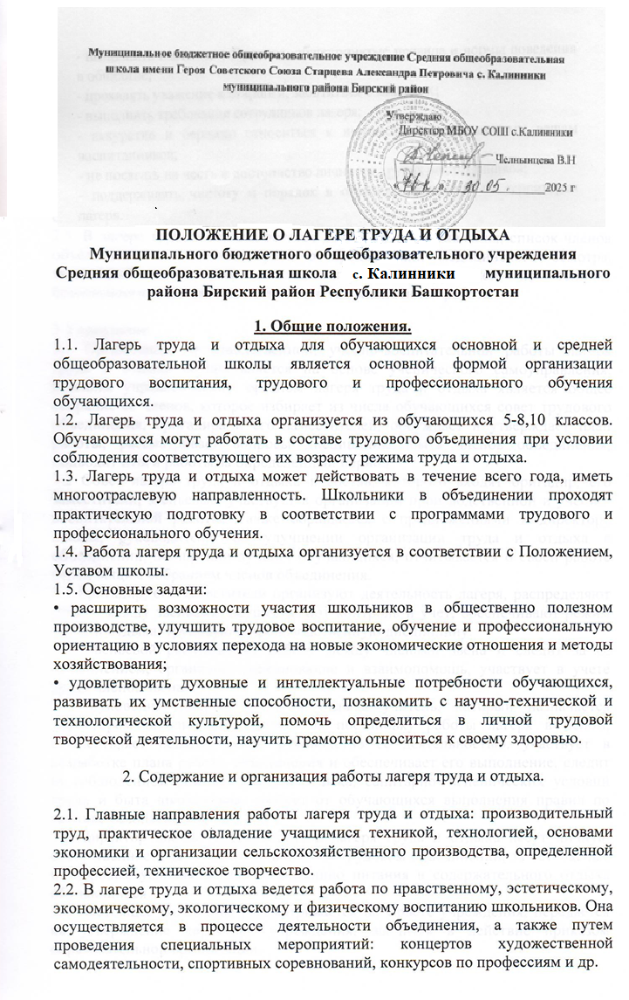 Муниципальное бюджетное общеобразовательное учреждение Средняя общеобразовательная
школа имени Героя Советского Союза Старцева Александра Петровича с. Калинники
муниципального района Бирский район
Утверждаю
Директор МБОУ СОШ с.Калинники
Челнынцева В.Н
30.05. 2025 г
ПОЛОЖЕНИЕ О ЛАГЕРЕ ТРУДА И ОТДЫХА
Муниципального бюджетного общеобразовательного учреждения
Средняя общеобразовательная школа с. Калинники муниципального
района Бирский район Республики Башкортостан
1. Общие положения.
1.1. Лагерь труда и отдыха для обучающихся основной и средней
общеобразовательной школы является основной формой организации
трудового воспитания, трудового и профессионального обучения
обучающихся.
1.2. Лагерь труда и отдыха организуется из обучающихся 5-8,10 классов.
Обучающихся могут работать в составе трудового объединения при условии
соблюдения соответствующего их возрасту режима труда и отдыха.
1.3. Лагерь труда и отдыха может действовать в течение всего года, иметь
многоотраслевую направленность. Школьники в объединении проходят
практическую подготовку в соответствии с программами трудового и
профессионального обучения.
1.4. Работа лагеря труда и отдыха организуется в соответствии с Положением,
Уставом школы.
1.5. Основные задачи:
• расширить возможности участия школьников в общественно полезном
производстве, улучшить трудовое воспитание, обучение и профессиональную
ориентацию в условиях перехода на новые экономические отношения и методы
хозяйствования;
• удовлетворить духовные и интеллектуальные потребности обучающихся,
развивать их умственные способности, познакомить с научно-технической и
технологической культурой, помочь определиться в личной трудовой
творческой деятельности, научить грамотно относиться к своему здоровью.
2. Содержание и организация работы лагеря труда и отдыха.
2.1. Главные направления работы лагеря труда и отдыха: производительный
труд, практическое овладение учащимися техникой, технологией, основами
экономики и организации сельскохозяйственного производства, определенной
профессией, техническое творчество.
2.2. В лагере труда и отдыха ведется работа по нравственному, эстетическому,
экономическому, экологическому и физическому воспитанию школьников. Она
осуществляется в процессе деятельности объединения, а также путем
проведения специальных мероприятий: концертов художественной
самодеятельности, спортивных соревнований, конкурсов по профессиям и др.